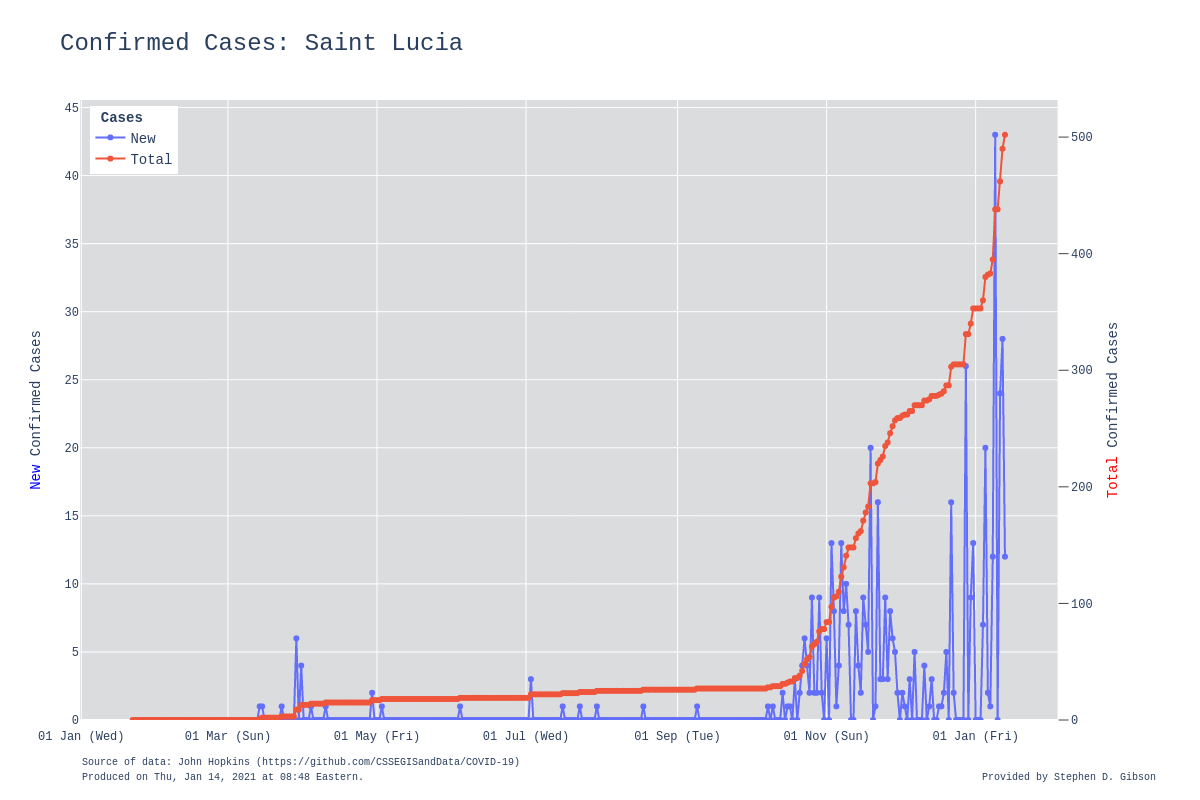 Confirmed Cases: Saint Lucia
Cases
New
Total
45
40
35
30
25
20
15
10
5
0
New Confirmed Cases
500
400
300
200
100
0
Total Confirmed Cases
01 Jan (Wed) 01 Mar (Sun) 01 May (Fri) 01 Jul (Wed) 01 Sep (Tue) 01 Nov (Sun) 01 Jan (Fri)
Source of data: John Hopkins (https://github.com/CSSEGISandData/COVID-19)
Produced on Thu, Jan 14, 2021 at 08:48 Eastern.
Provided by Stephen D. Gibson